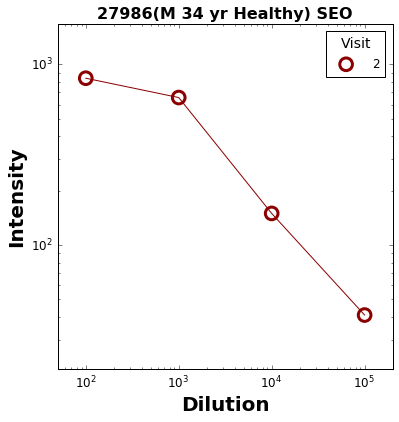 27986(M 34 yr Healthy) SEO
Visit
2
10³
10²
Intensity
10² 10³ 10⁴ 10⁵
Dilution